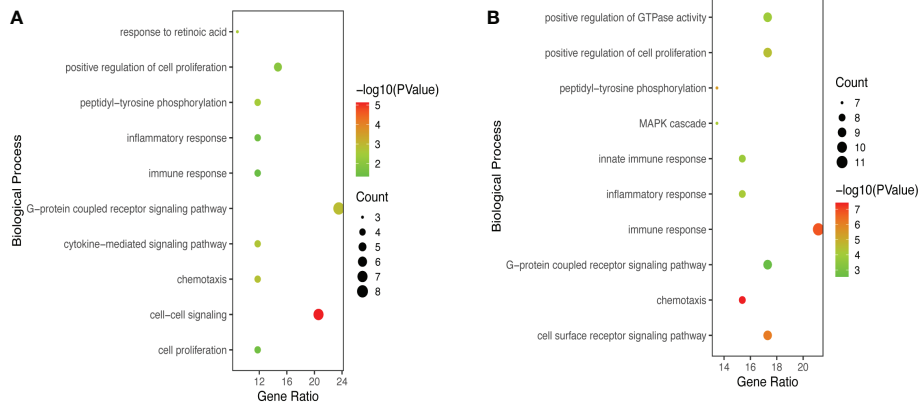 A
Biological Process
response to retinoic acid
positive regulation of cell proliferation
peptidyl−tyrosine phosphorylation
inflammatory response
immune response
G−protein coupled receptor signaling pathway
cytokine−mediated signaling pathway
chemotaxis
cell−cell signaling
cell proliferation
12 16 20 24
Gene Ratio
−log10(PValue)
5
4
3
2
Count
3
4
5
6
7
8
B
Biological Process
positive regulation of GTPase activity
positive regulation of cell proliferation
peptidyl−tyrosine phosphorylation
MAPK cascade
innate immune response
inflammatory response
immune response
G−protein coupled receptor signaling pathway
chemotaxis
cell surface receptor signaling pathway
14 16 18 20
Gene Ratio
Count
7
8
9
10
11
−log10(PValue)
7
6
5
4
3